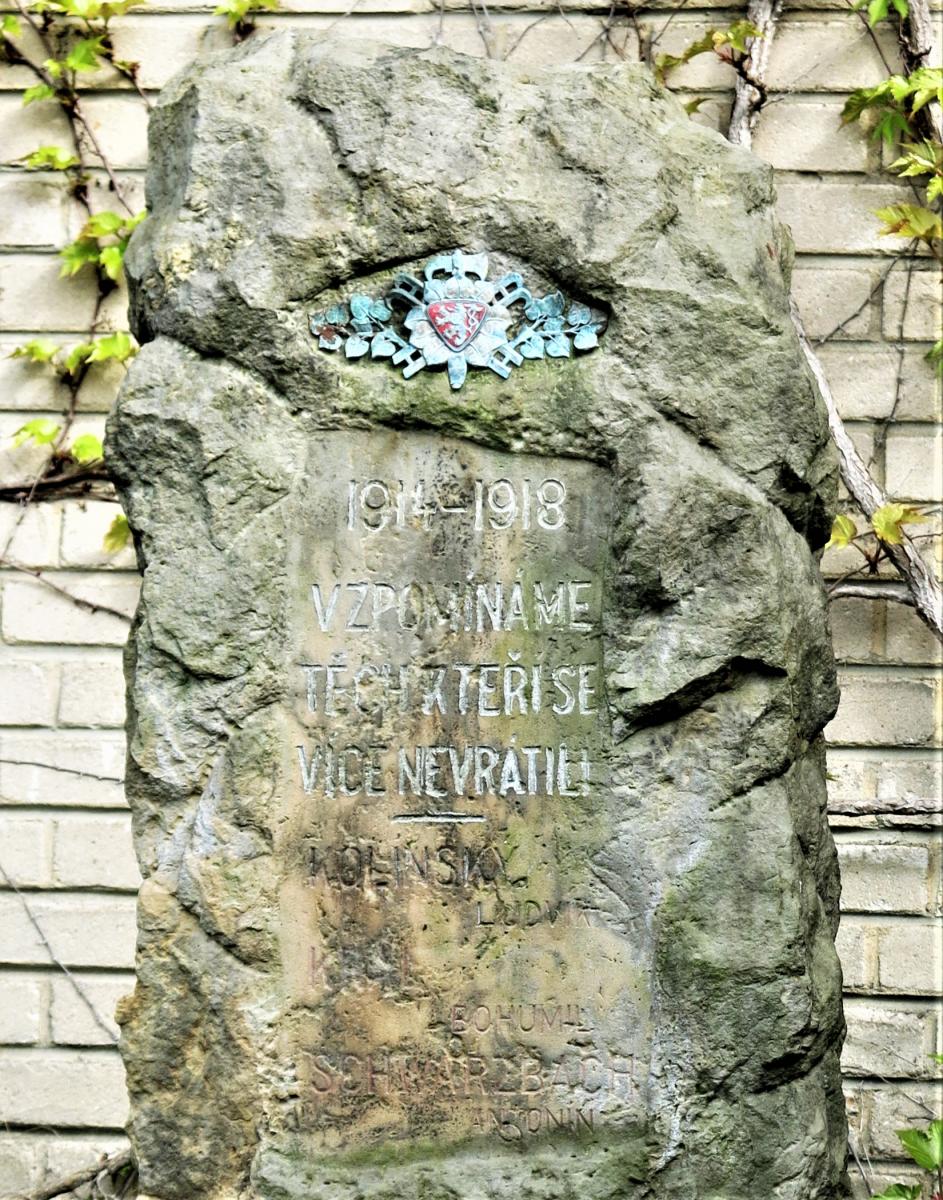 1914-1918
VZPOMÍNÁME
TĚCH KTEŘÍ SE
VÍCE NEVRÁTILI
KOLINSKÝ
LUDVÍK
BOHUMIL
SCHWARZBACH
ANTONÍN